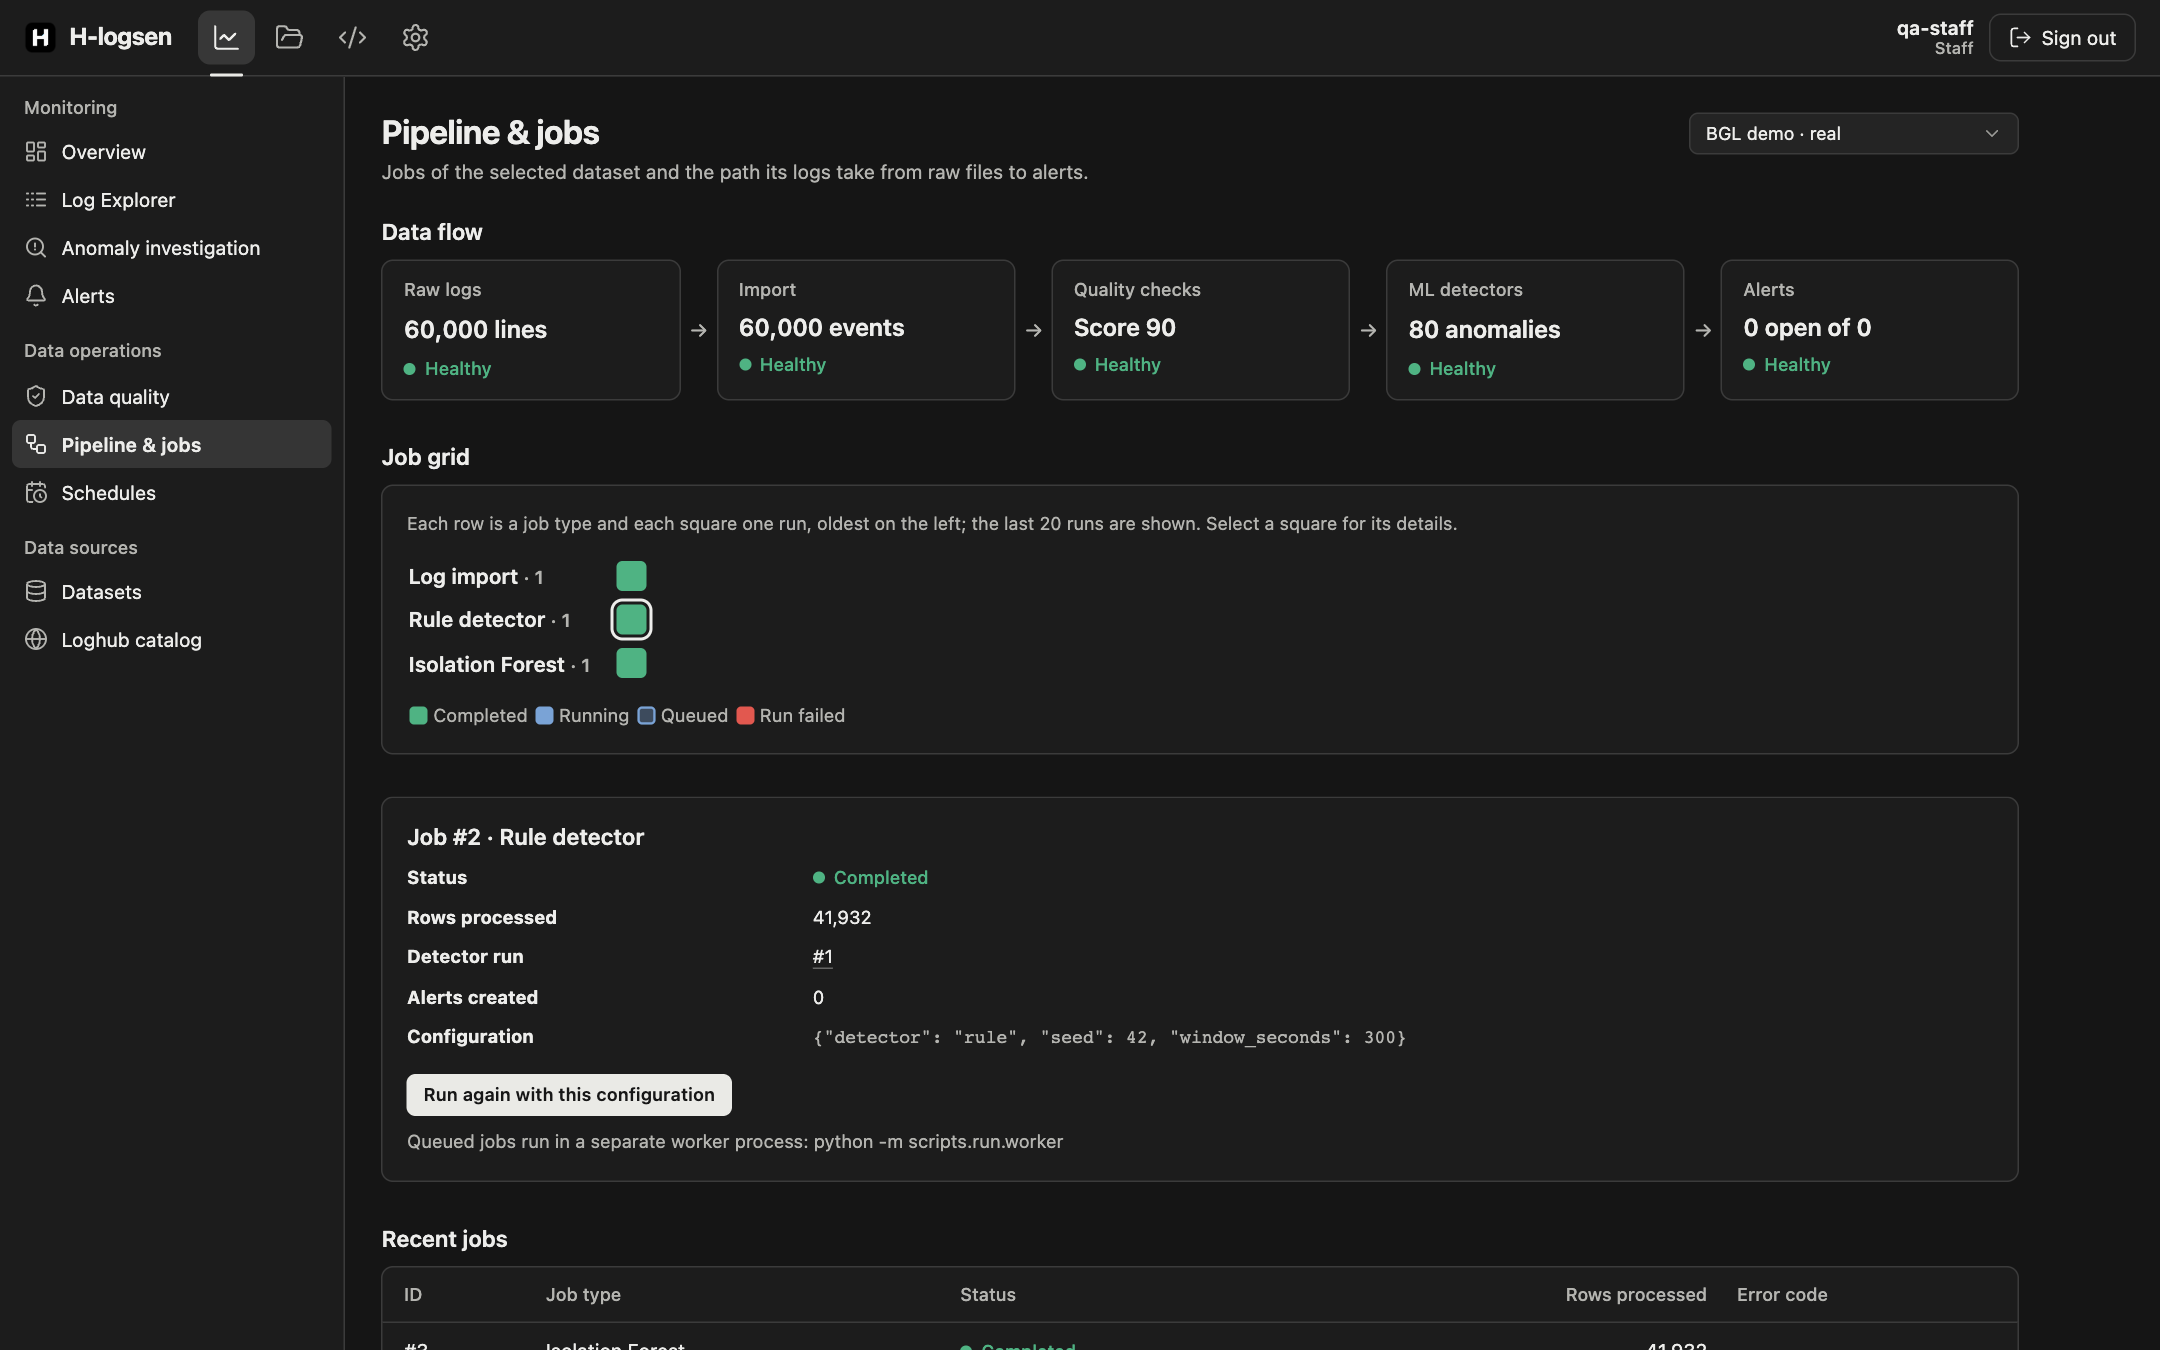 H H-logsen
qa-staff
Staff
Sign out
Monitoring
Overview
Log Explorer
Anomaly investigation
Alerts
Data operations
Data quality
Pipeline & jobs
Schedules
Data sources
Datasets
Loghub catalog
Pipeline & jobs
BGL demo · real
Jobs of the selected dataset and the path its logs take from raw files to alerts.
Data flow
Raw logs
60,000 lines
Healthy
Import
60,000 events
Healthy
Quality checks
Score 90
Healthy
ML detectors
80 anomalies
Healthy
Alerts
0 open of 0
Healthy
Job grid
Each row is a job type and each square one run, oldest on the left; the last 20 runs are shown. Select a square for its details.
Log import · 1
Rule detector · 1
Isolation Forest · 1
Completed Running Queued Run failed
Job #2 · Rule detector
Status Completed
Rows processed 41,932
Detector run #1
Alerts created 0
Configuration {"detector": "rule", "seed": 42, "window_seconds": 300}
Run again with this configuration
Queued jobs run in a separate worker process: python -m scripts.run.worker
Recent jobs
ID Job type Status Rows processed Error code
#3 Isolation Forest Completed 41,932